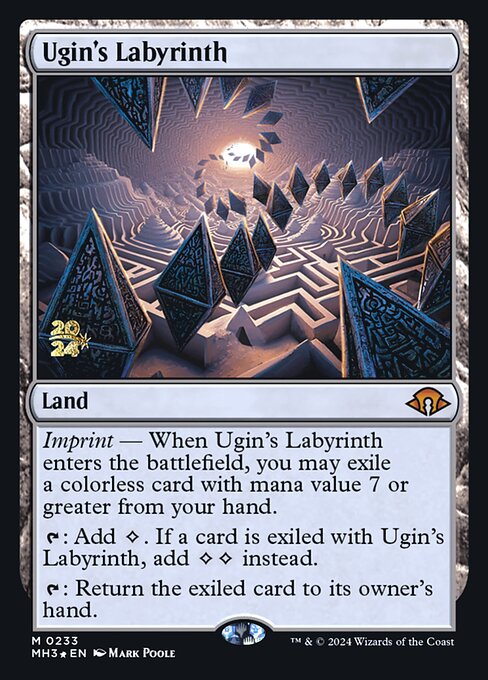 Ugin's Labyrinth
2024
Land
Imprint — When Ugin's Labyrinth
enters the battlefield, you may exile
a colorless card with mana value 7 or
greater from your hand.
: Add . If a card is exiled with Ugin's
Labyrinth, add instead.
: Return the exiled card to its owner's
hand.
M 0233
MH3★EN Mark Poole
™ & © 2024 Wizards of the Coast